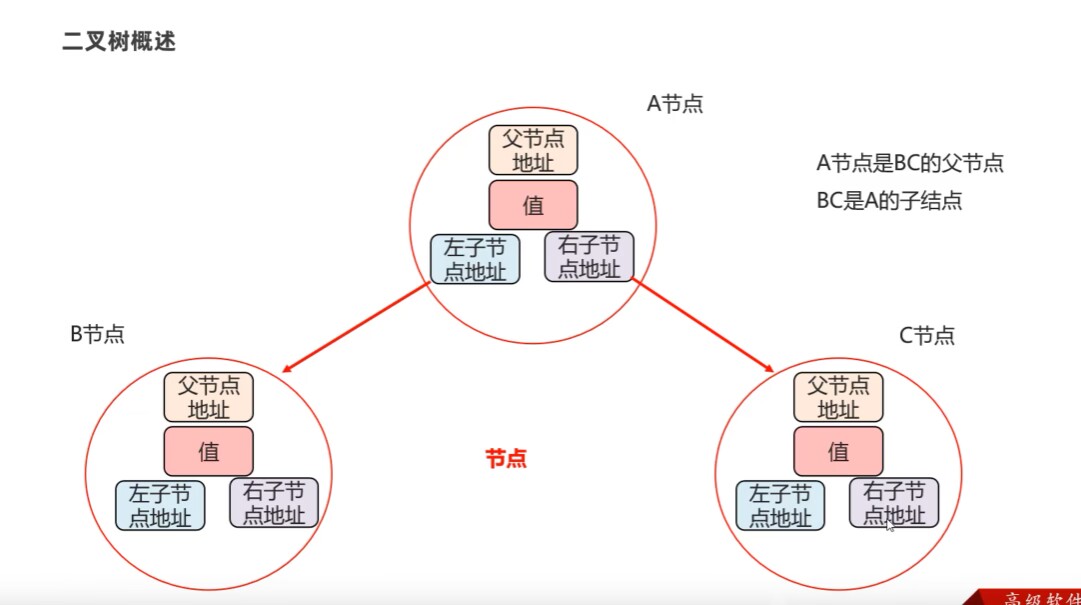 二叉树概述
A节点
父节点
地址
值
左子节
点地址
右子节
点地址
A节点是BC的父节点
BC是A的子结点
B节点
父节点
地址
值
左子节
点地址
右子节
点地址
节点
C节点
父节点
地址
值
左子节
点地址
右子节
点地址
高级软件